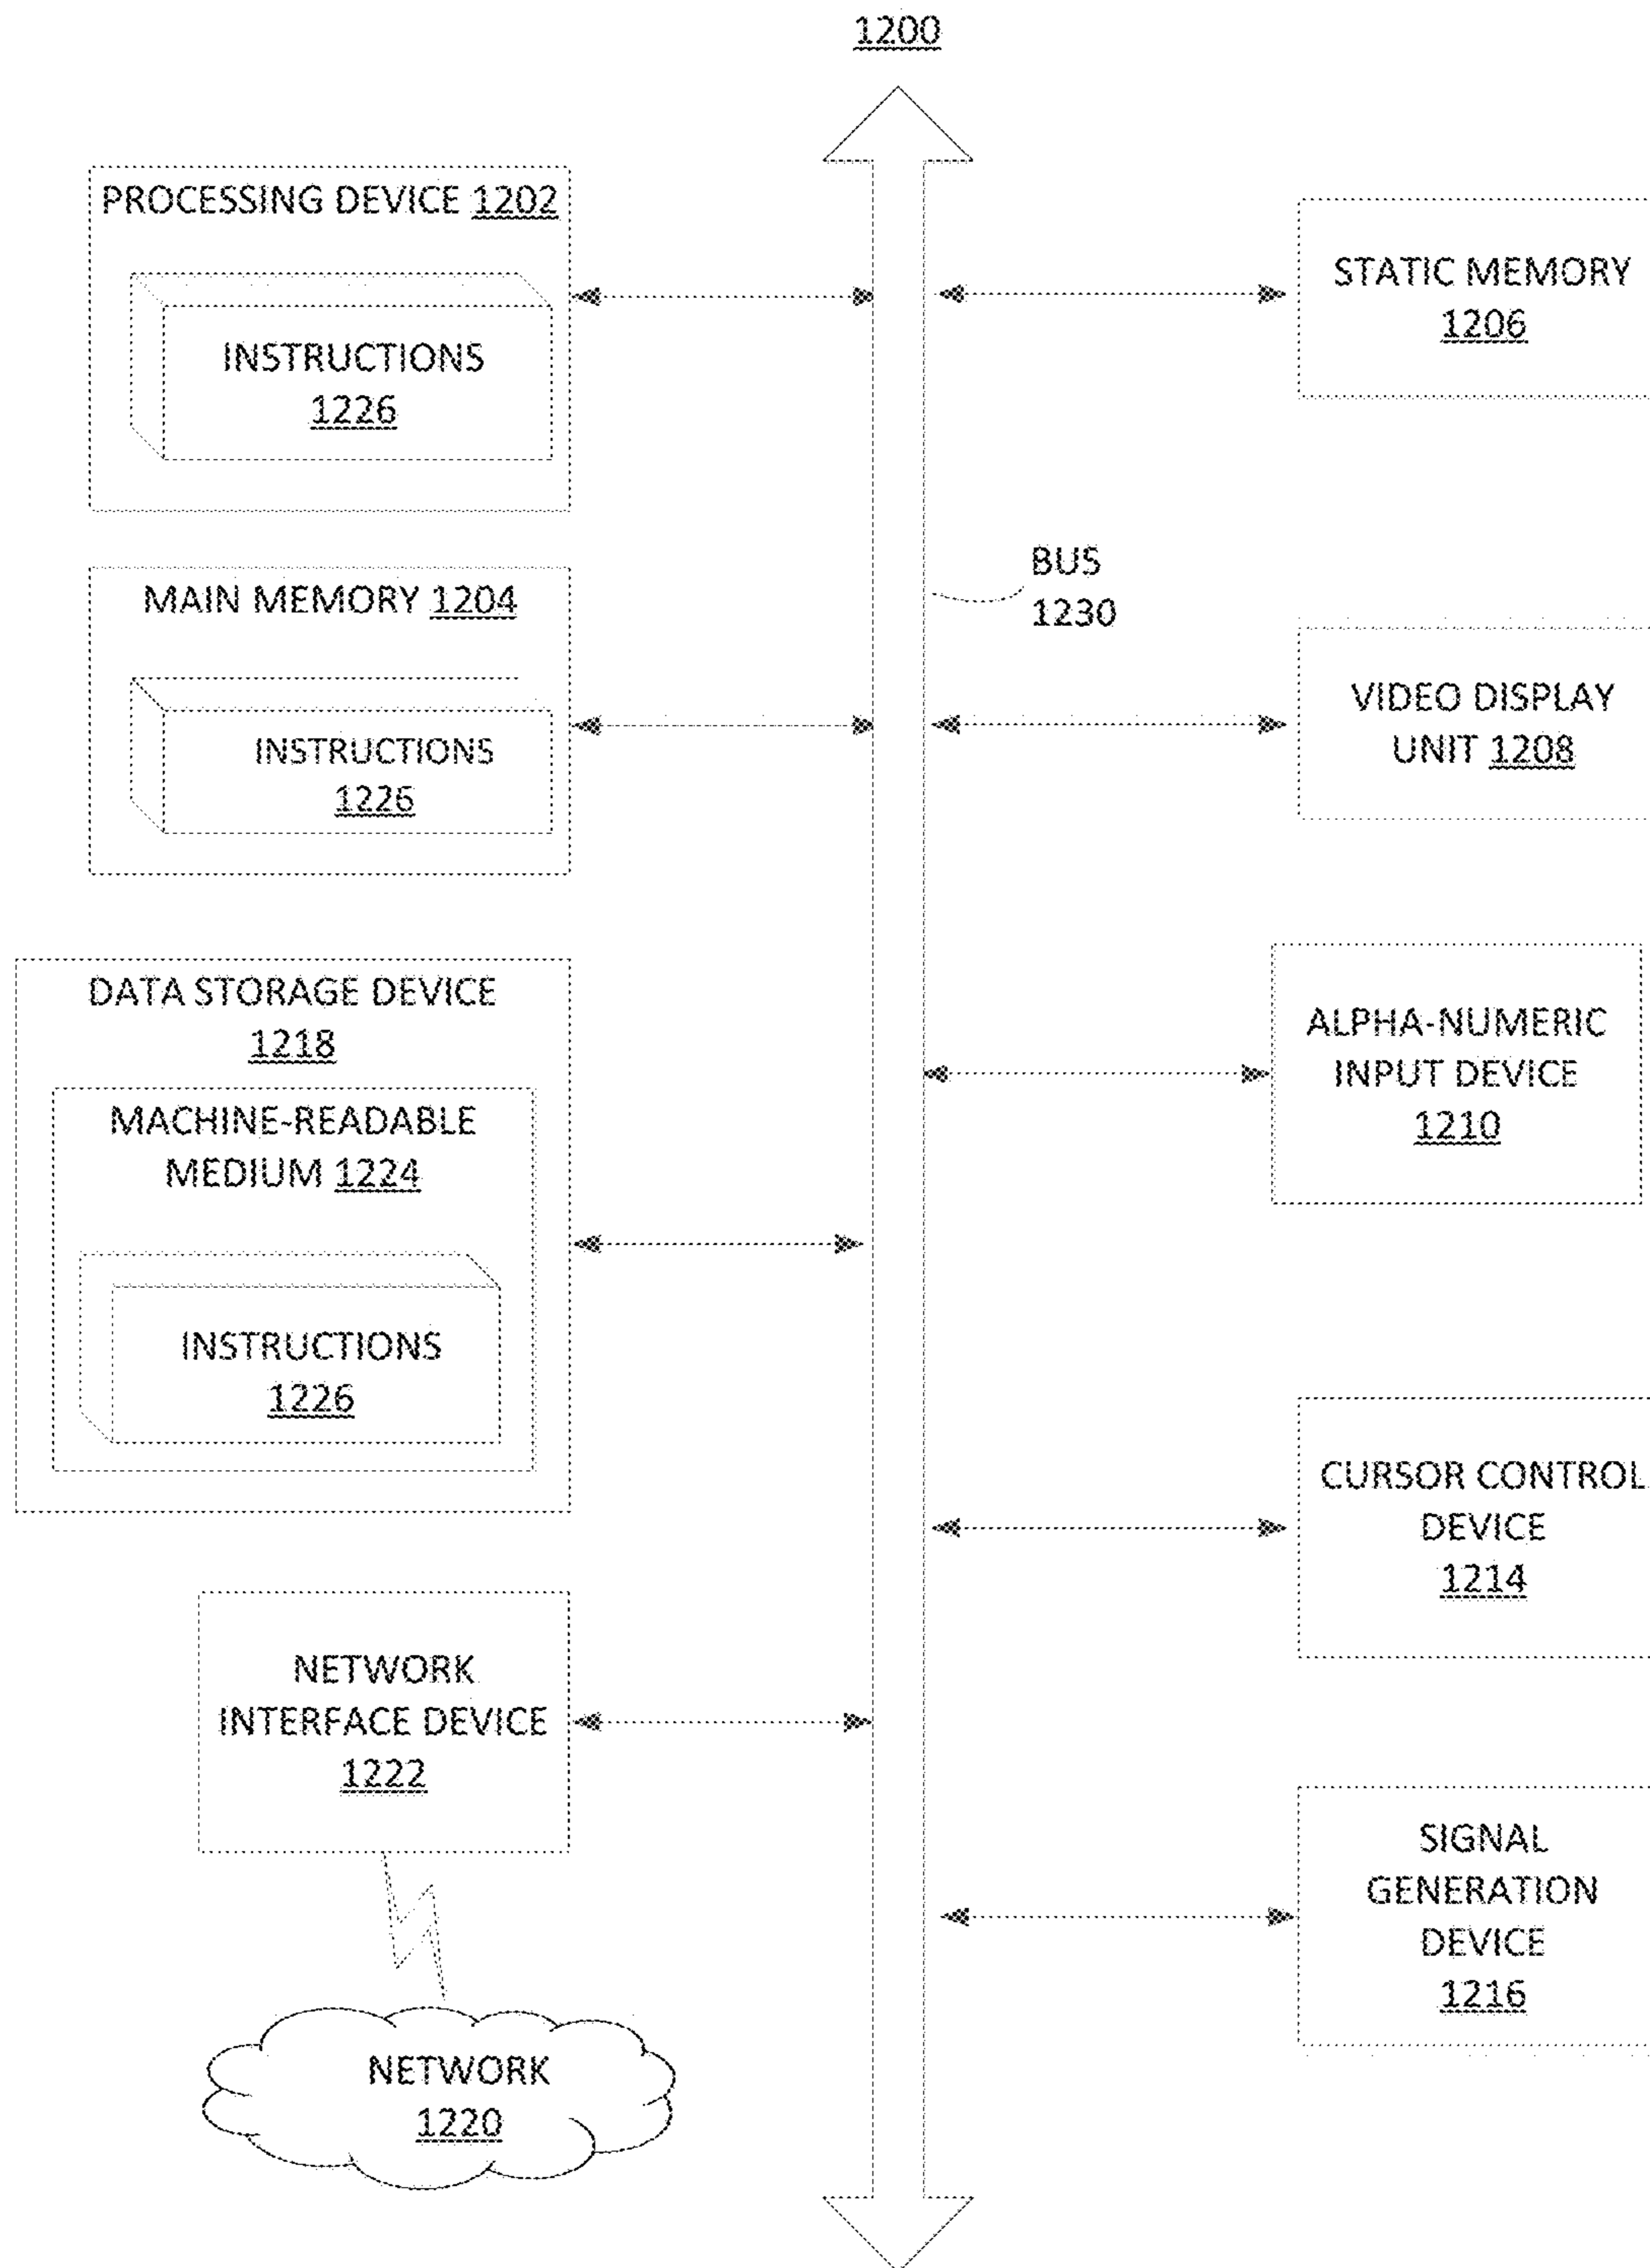 1200
PROCESSING DEVICE 1202
INSTRUCTIONS
1226
STATIC MEMORY
1206
BUS
1230
MAIN MEMORY 1204
INSTRUCTIONS
1226
VIDEO DISPLAY
UNIT 1208
DATA STORAGE DEVICE
1218
MACHINE-READABLE
MEDIUM 1224
INSTRUCTIONS
1226
ALPHA-NUMERIC
INPUT DEVICE
1210
CURSOR CONTROL
DEVICE
1214
NETWORK
INTERFACE DEVICE
1222
SIGNAL
GENERATION
DEVICE
1216
NETWORK
1220